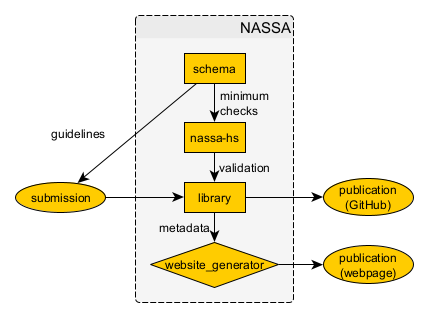 NASSA
schema
minimum
checks
guidelines
nassa-hs
validation
submission
library
publication
(GitHub)
metadata
website_generator
publication
(webpage)